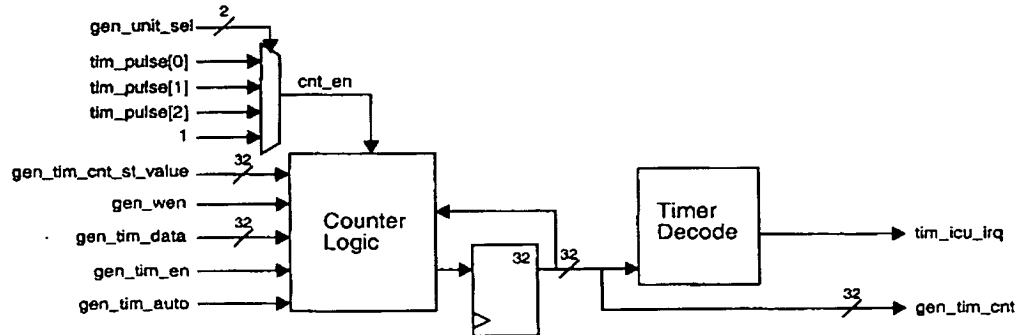 gen_unit_sel
2
tim_pulse[0]
tim_pulse[1]
tim_pulse[2]
1
cnt_en
gen_tim_cnt_st_value
32
gen_wen
gen_tim_data
32
gen_tim_en
gen_tim_auto
Counter
Logic
32
32
Timer
Decode
tim_icu_irq
32
gen_tim_cnt